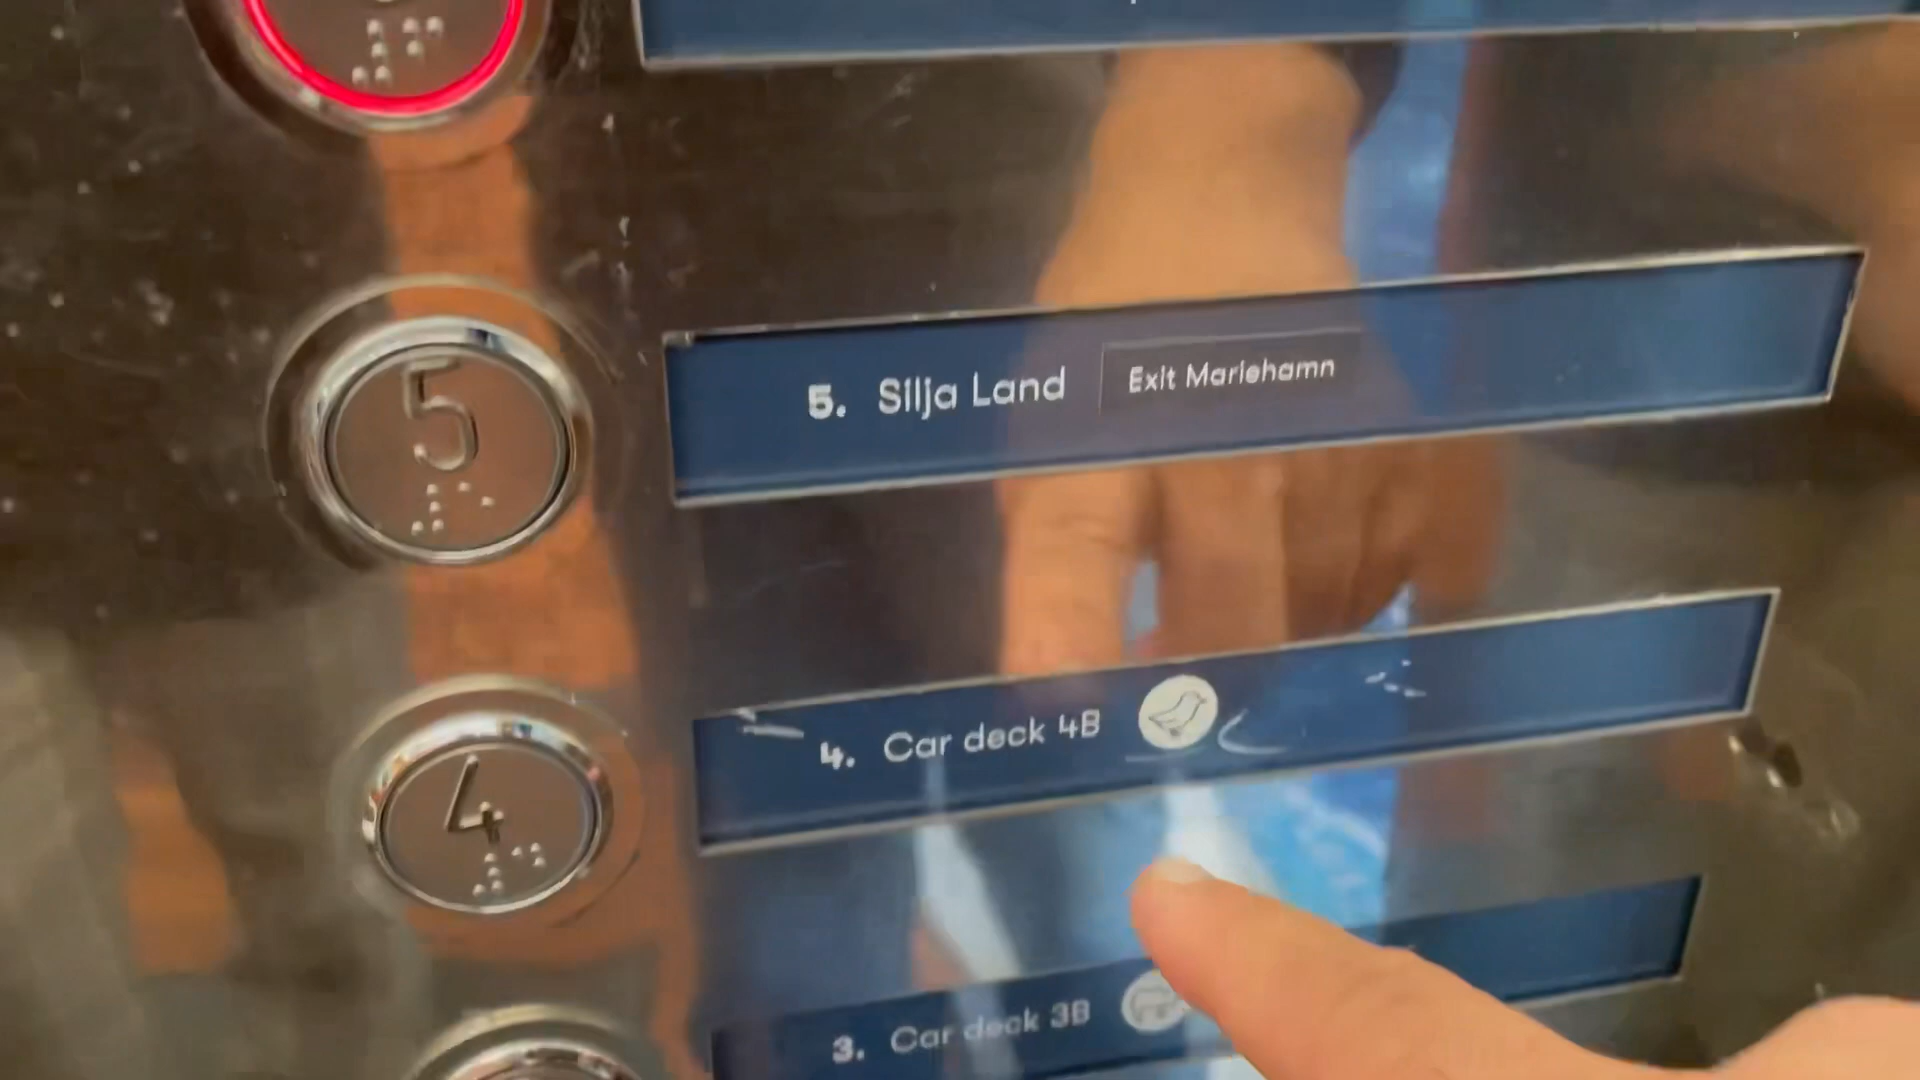 5
5. Silja Land Exit Mariehamn
4
4. Car deck 4B
3. Car deck 3B